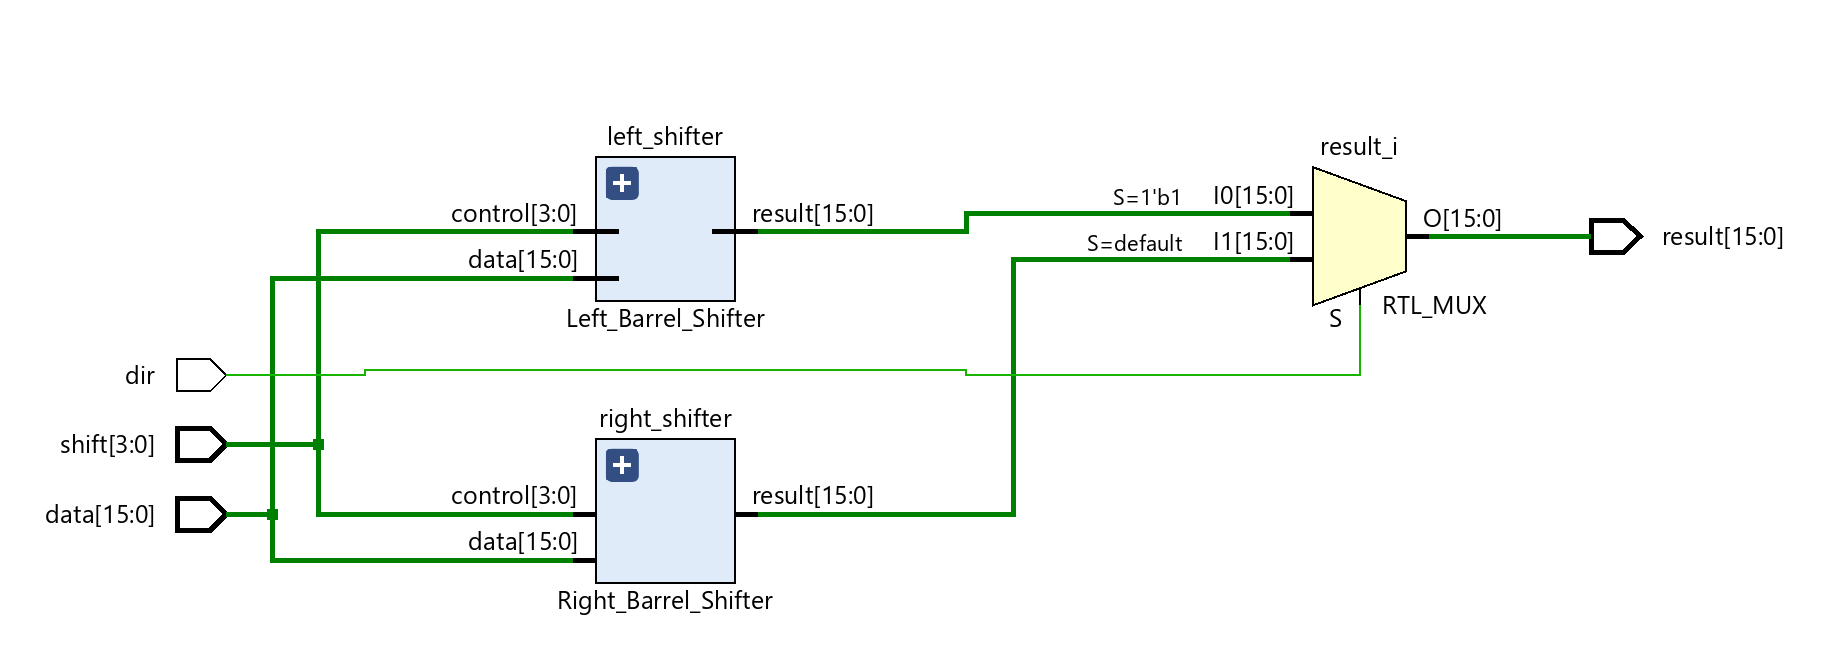 left_shifter
control[3:0]
data[15:0]
result[15:0]
Left_Barrel_Shifter
result_i
S=1'b1
I0[15:0]
S=default
I1[15:0]
O[15:0]
result[15:0]
S
RTL_MUX
dir
shift[3:0]
data[15:0]
right_shifter
control[3:0]
data[15:0]
result[15:0]
Right_Barrel_Shifter